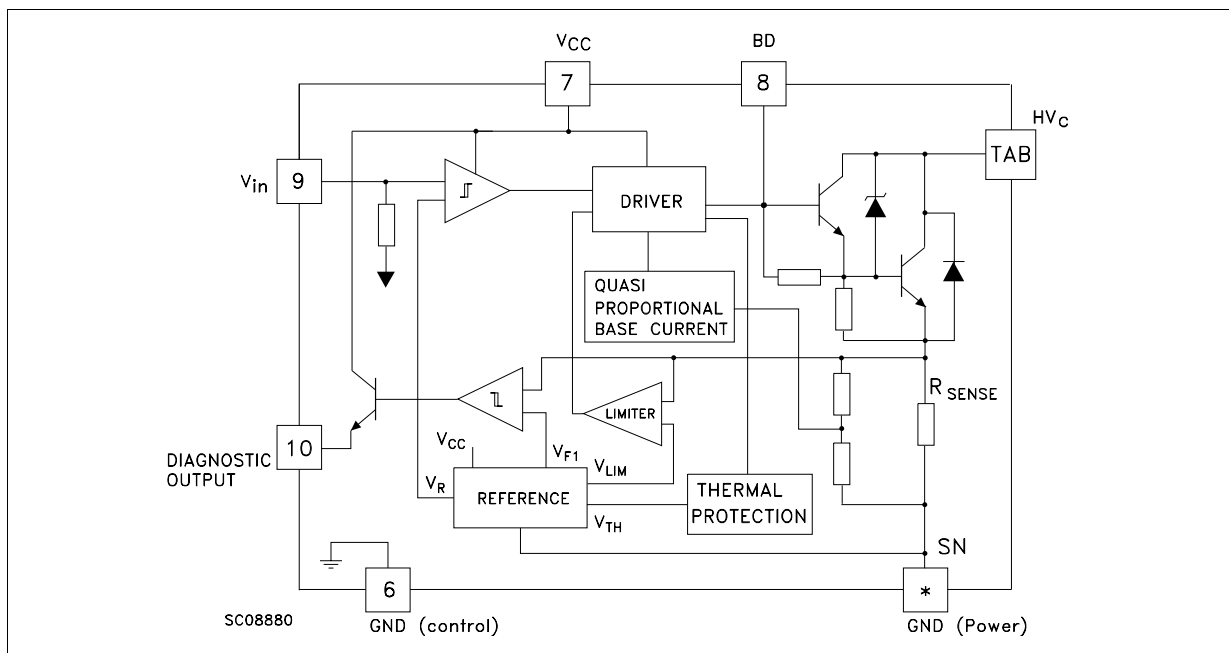 VCC
BD
7
8
HVC
TAB
Vin
9
DRIVER
QUASI
PROPORTIONAL
BASE CURRENT
RSENSE
LIMITER
10
DIAGNOSTIC
OUTPUT
VCC
VF1
VLIM
VR
REFERENCE
VTH
THERMAL
PROTECTION
SN
6
*
SC08880
GND (control)
GND (Power)